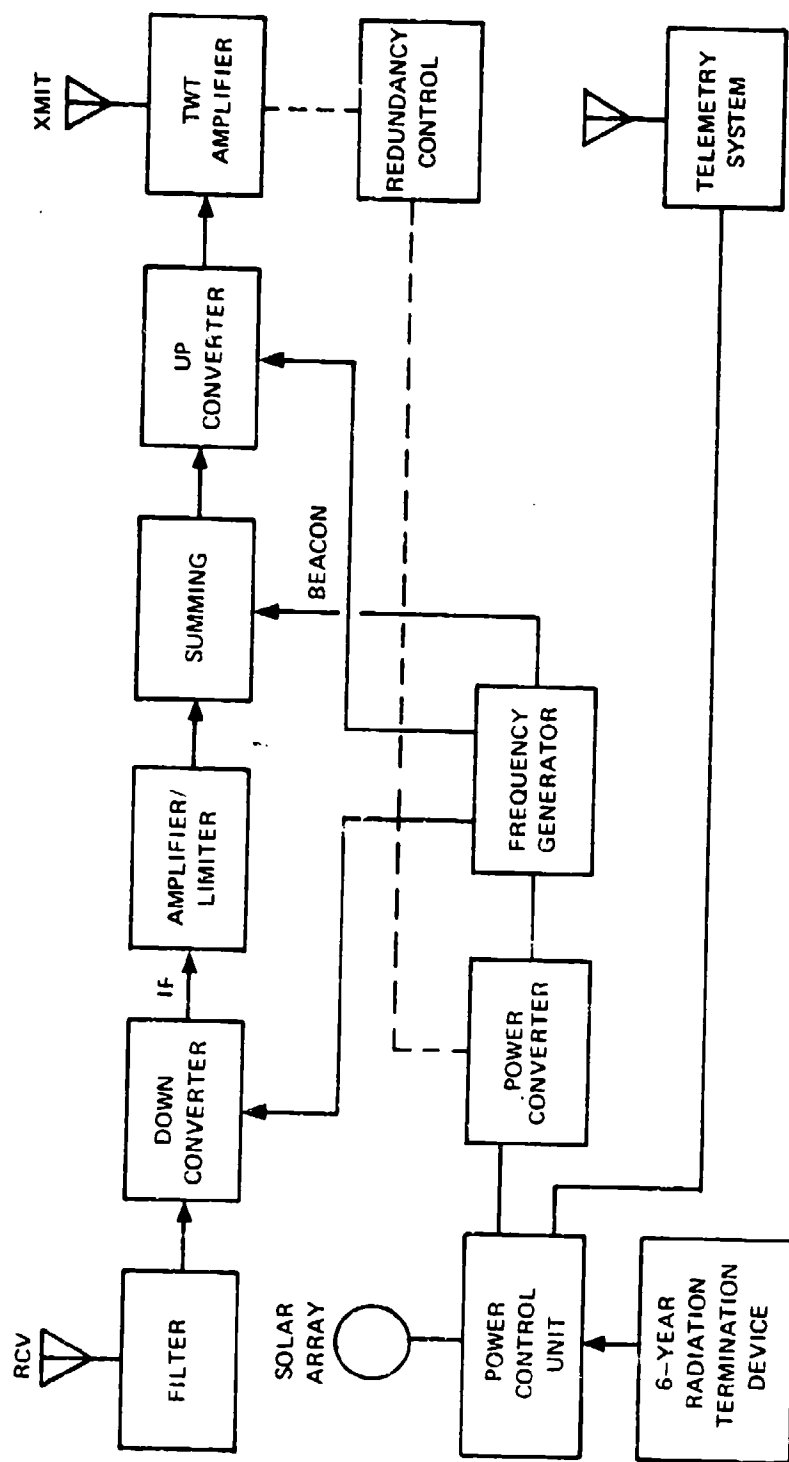 RCV
FILTER
DOWN
CONVERTER
IF
AMPLIFIER/
LIMITER
SUMMING
UP
CONVERTER
XMIT
TWT
AMPLIFIER
BEACON
REDUNDANCY
CONTROL
SOLAR
ARRAY
POWER
CONTROL
UNIT
POWER
CONVERTER
FREQUENCY
GENERATOR
TELEMETRY
SYSTEM
6-YEAR
RADIATION
TERMINATION
DEVICE